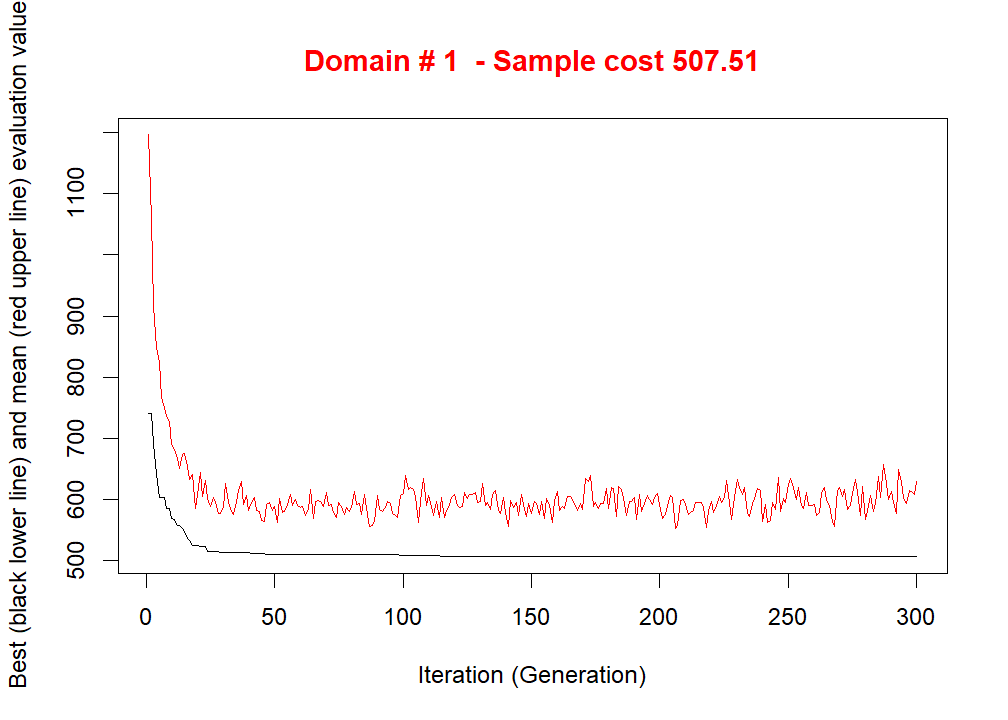 Domain # 1  - Sample cost 507.51
Best (black lower line) and mean (red upper line) evaluation value
1100
900
800
700
600
500
0 50 100 150 200 250 300
Iteration (Generation)